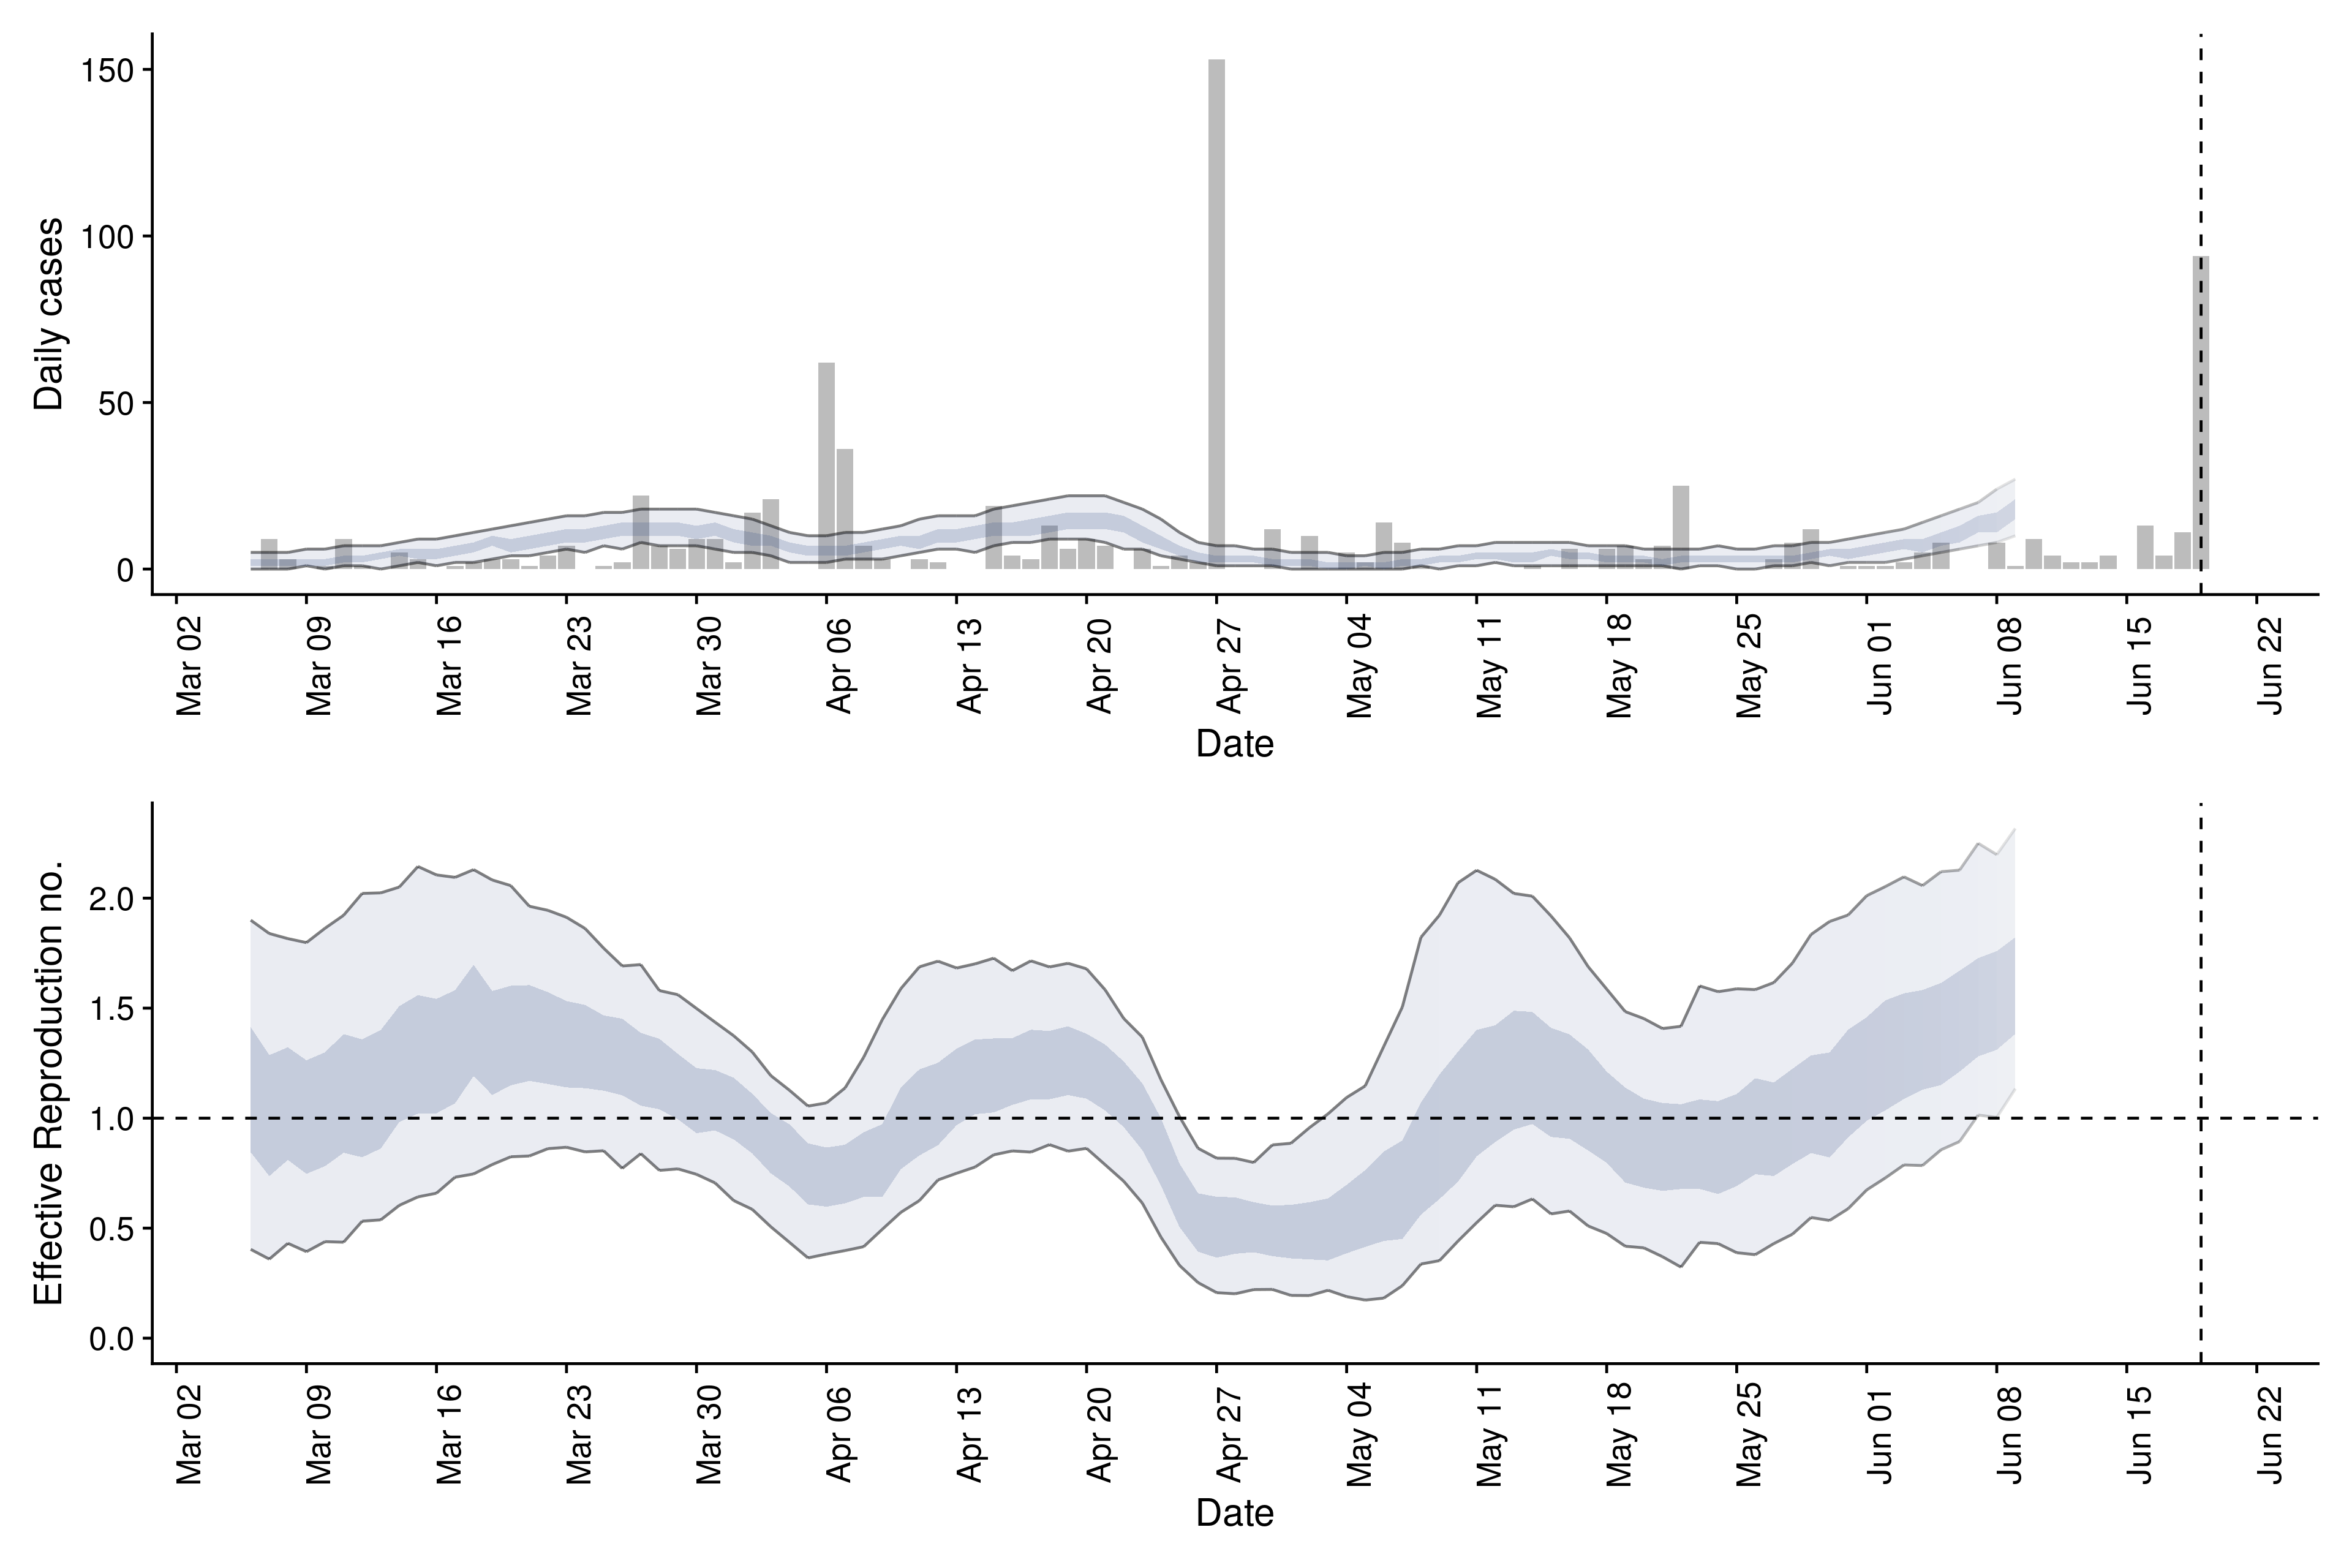 Daily cases
150
100
50
0
Mar 02
Mar 09
Mar 16
Mar 23
Mar 30
Apr 06
Apr 13
Apr 20
Apr 27
May 04
May 11
May 18
May 25
Jun 01
Jun 08
Jun 15
Jun 22
Date
Effective Reproduction no.
2.0
1.5
1.0
0.5
0.0
Mar 02
Mar 09
Mar 16
Mar 23
Mar 30
Apr 06
Apr 13
Apr 20
Apr 27
May 04
May 11
May 18
May 25
Jun 01
Jun 08
Jun 15
Jun 22
Date